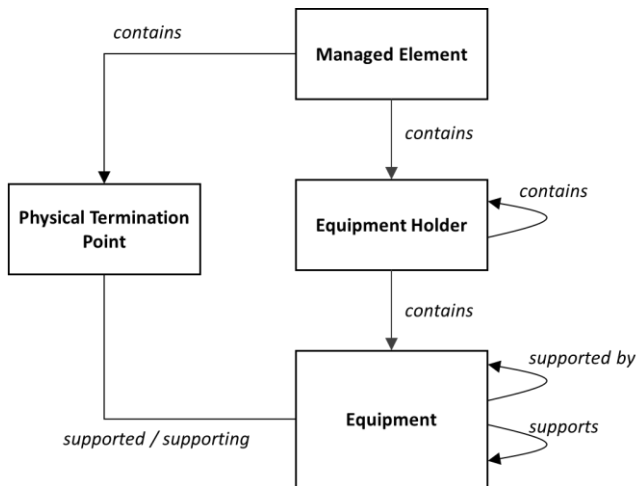 contains
Managed Element
contains
Physical Termination
Point
Equipment Holder
contains
contains
Equipment
supported by
supports
supported / supporting